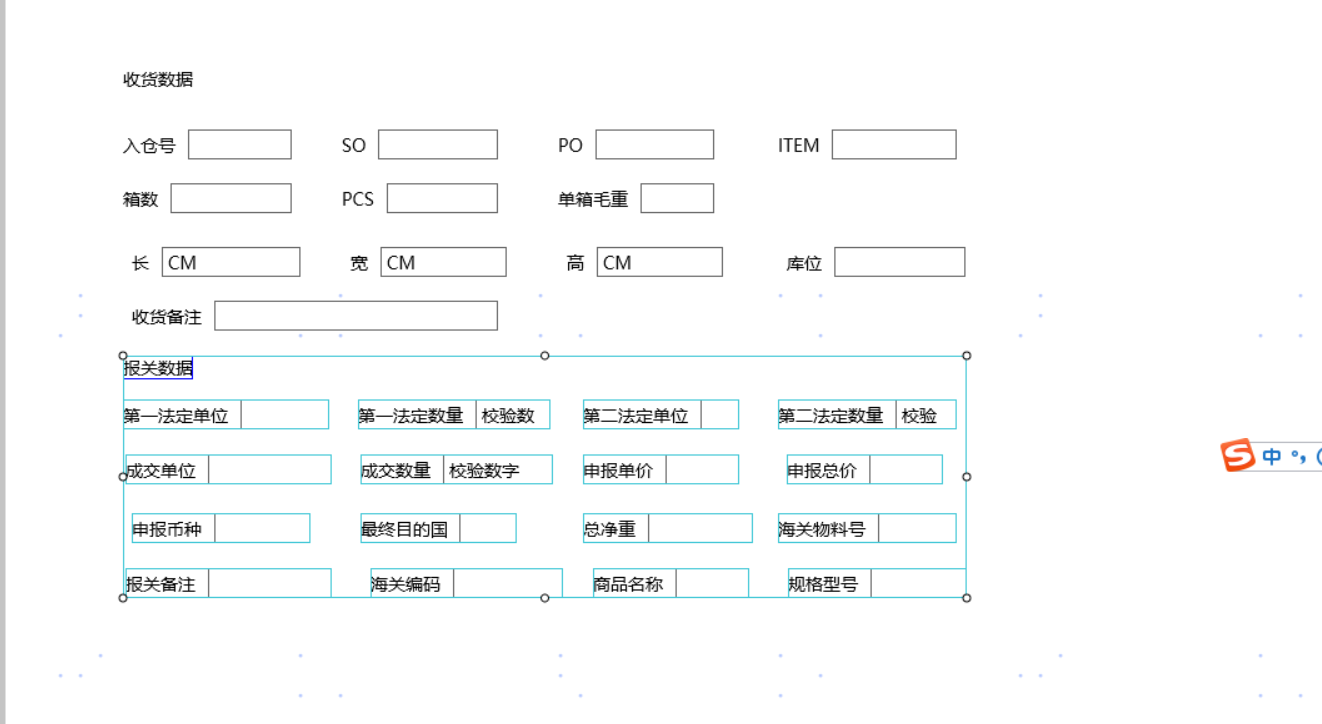 收货数据
入仓号 SO PO ITEM
箱数 PCS 单箱毛重
长 CM 宽 CM 高 CM 库位
收货备注
报关数据
第一法定单位 第一法定数量 校验数 第二法定单位 第二法定数量 校验
成交单位 成交数量 校验数字 申报单价 申报总价
中 °,
申报币种 最终目的国 总净重 海关物料号
报关备注 海关编码 商品名称 规格型号